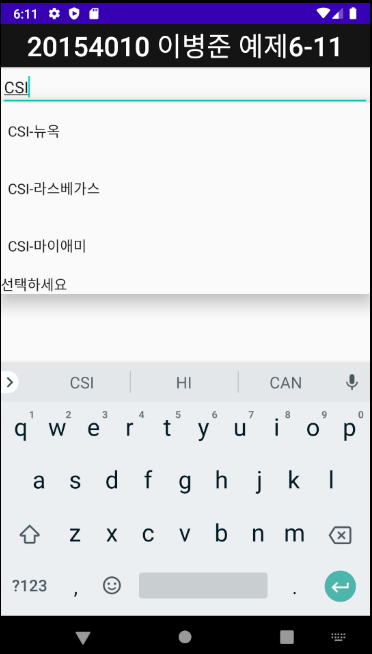 6:11
20154010 이병준 예제6-11
CSI
CSI-뉴옥
CSI-라스베가스
CSI-마이애미
선택하세요
CSI HI CAN
1 2 3 4 5 6 7 8 9 0
q w e r t y u i o p
a s d f g h j k l
z x c v b n m
?123 , .